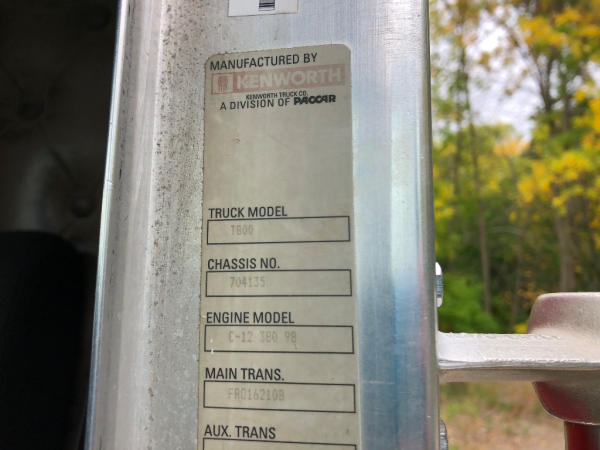 MANUFACTURED BY
KENWORTH
KENWORTH TRUCK CO.
A DIVISION OF PACCAR
TRUCK MODEL
T800
CHASSIS NO.
704135
ENGINE MODEL
C-12 380 98
MAIN TRANS.
FRO16210B
AUX. TRANS